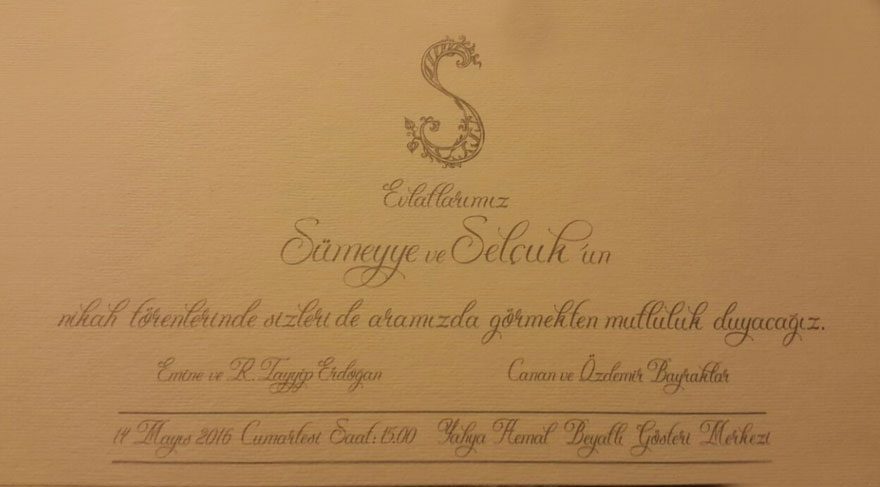 S
Evlatlarımız
Sümeyye ve Selçuk'un
nikah törenlerinde sizleri de aramızda görmekten mutluluk duyacağız.
Emine ve R. Tayyip Erdoğan Canan ve Özdemir Bayraktar
14 Mayıs 2016 Cumartesi Saat: 15.00 Yahya Kemal Beyatlı Gösteri Merkezi